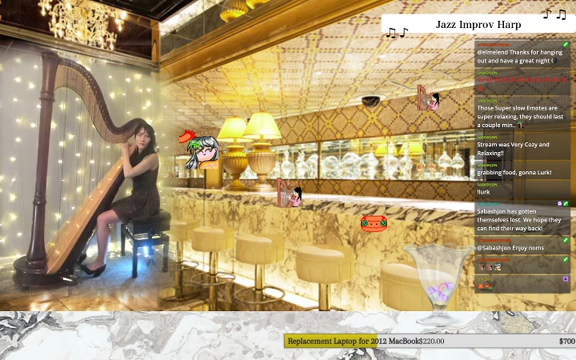 Jazz Improv Harp
@elnelend Thanks for hanging
out and have a great night
Those Super slow Emotes are
super relaxing, they should last
a couple min..
Stream was Very Cozy and
Relaxing!!
grabbing food, gonna Lurk!
!lurk
Sabashjon has gotten
themselves lost. We hope they
can find their way back!
@Sabashjon Enjoy noms
Replacement Laptop for 2012 MacBook $220.00
$700